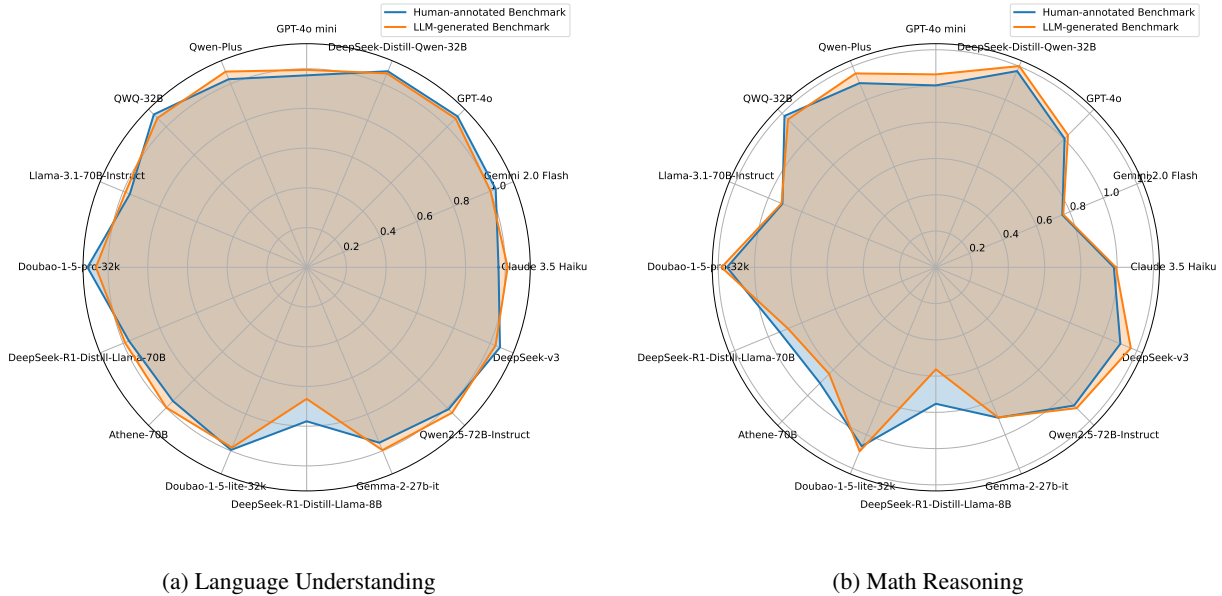 Human-annotated Benchmark
LLM-generated Benchmark
GPT-4o mini
DeepSeek-Distill-Qwen-32B
Qwen-Plus
GPT-4o
QWQ-32B
Gemini 2.0 Flash
Llama-3.1-70B-Instruct
1.0
0.8
0.6
0.4
0.2
Claude 3.5 Haiku
Doubao-1-5-pro-32k
DeepSeek-R1-Distill-Llama-70B
DeepSeek-v3
Athene-70B
Qwen2.5-72B-Instruct
Doubao-1-5-lite-32k
Gemma-2-27b-it
DeepSeek-R1-Distill-Llama-8B
(a) Language Understanding
Human-annotated Benchmark
LLM-generated Benchmark
GPT-4o mini
DeepSeek-Distill-Qwen-32B
Qwen-Plus
GPT-4o
QWQ-32B
Gemini 2.0 Flash
Llama-3.1-70B-Instruct
1.2
1.0
0.8
0.6
0.4
0.2
Claude 3.5 Haiku
Doubao-1-5-pro-32k
DeepSeek-R1-Distill-Llama-70B
DeepSeek-v3
Athene-70B
Qwen2.5-72B-Instruct
Doubao-1-5-lite-32k
Gemma-2-27b-it
DeepSeek-R1-Distill-Llama-8B
(b) Math Reasoning